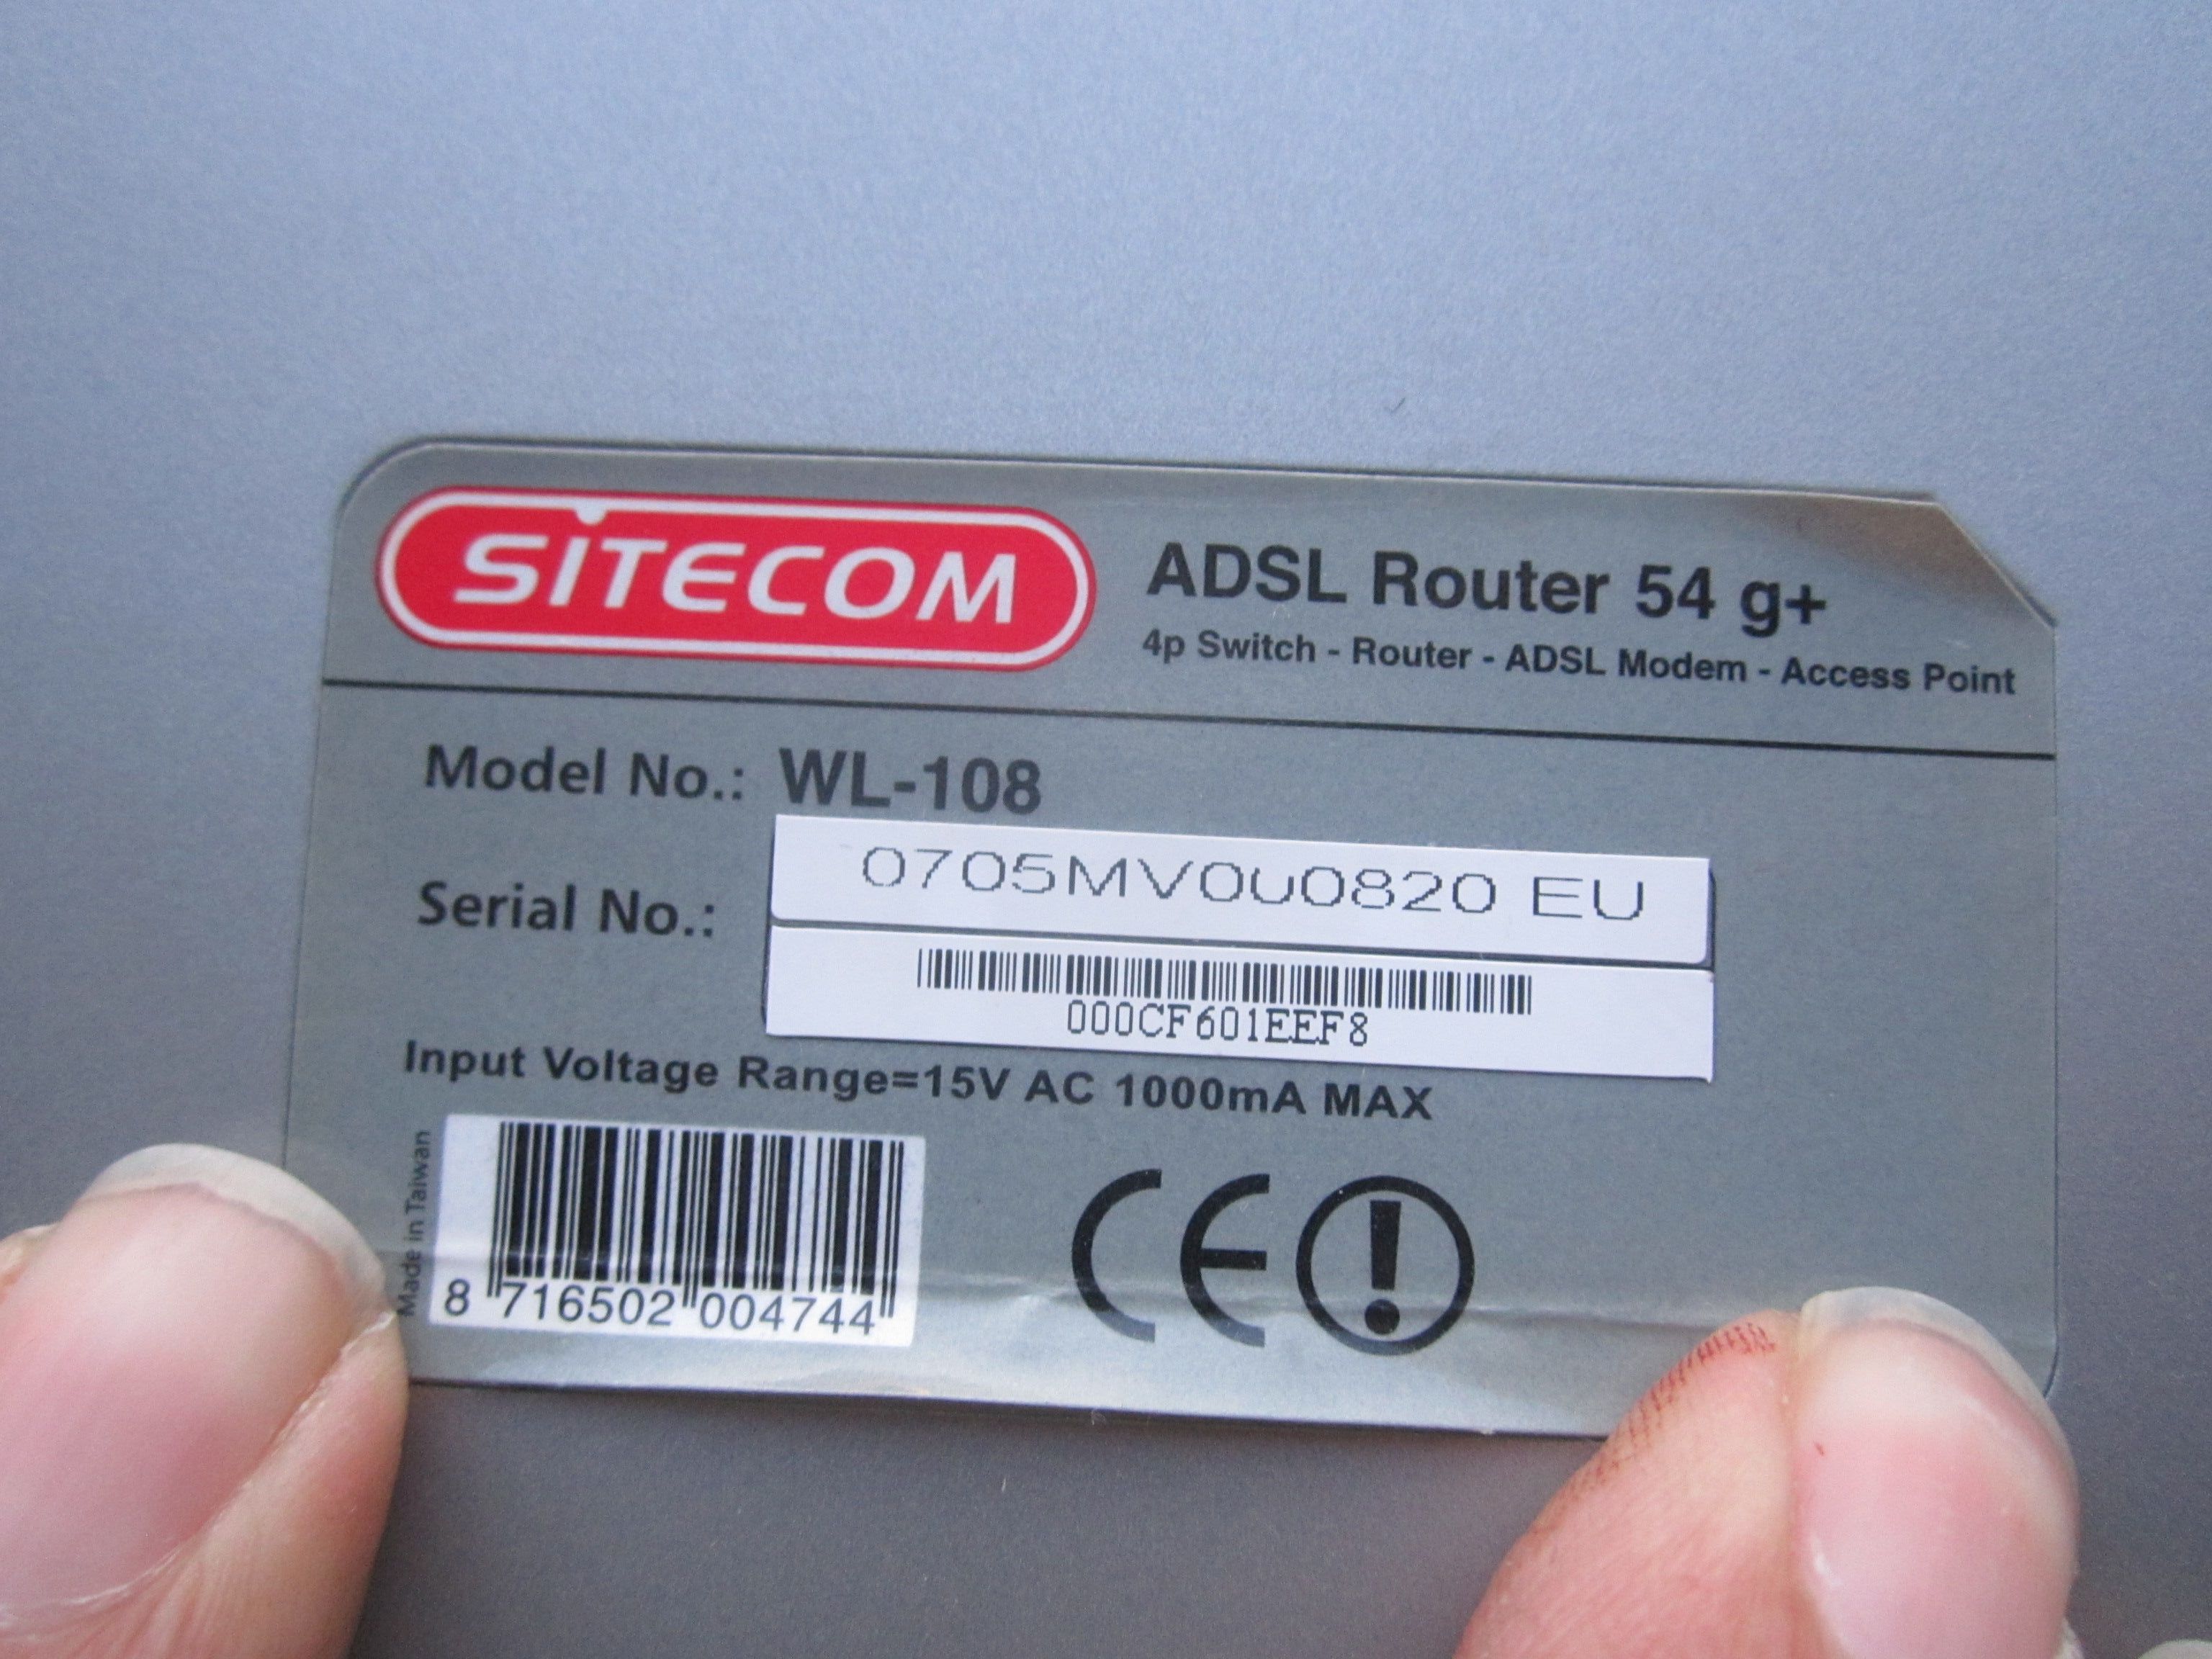 SiTECOM
ADSL Router 54 g+
4p Switch - Router - ADSL Modem - Access Point
Model No.: WL-108
Serial No.: 0705MV000820 EU
000CF601EEF8
Input Voltage Range=15V AC 1000mA MAX
Made in Taiwan
8 716502 004744
CE